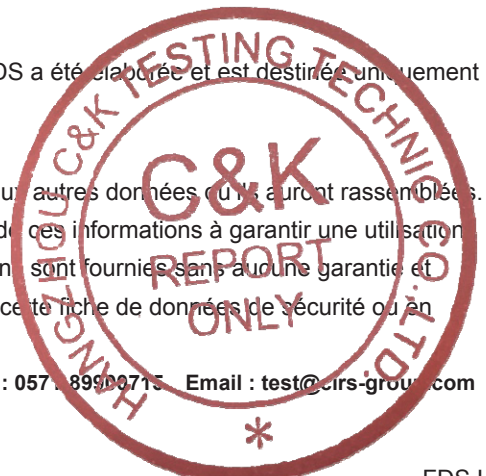 DS a été élaborée et est destinée uniquement
ux autres données qu'ils auront rassemblées.
de ces informations à garantir une utilisation
sont fournies sans aucune garantie et
cette fiche de données de sécurité ou en
: 0571 89900715 Email : test@cirs-group.com
HANGZHOU C&K TESTING TECHNIC CO., LTD.
C&K
REPORT
ONLY
*